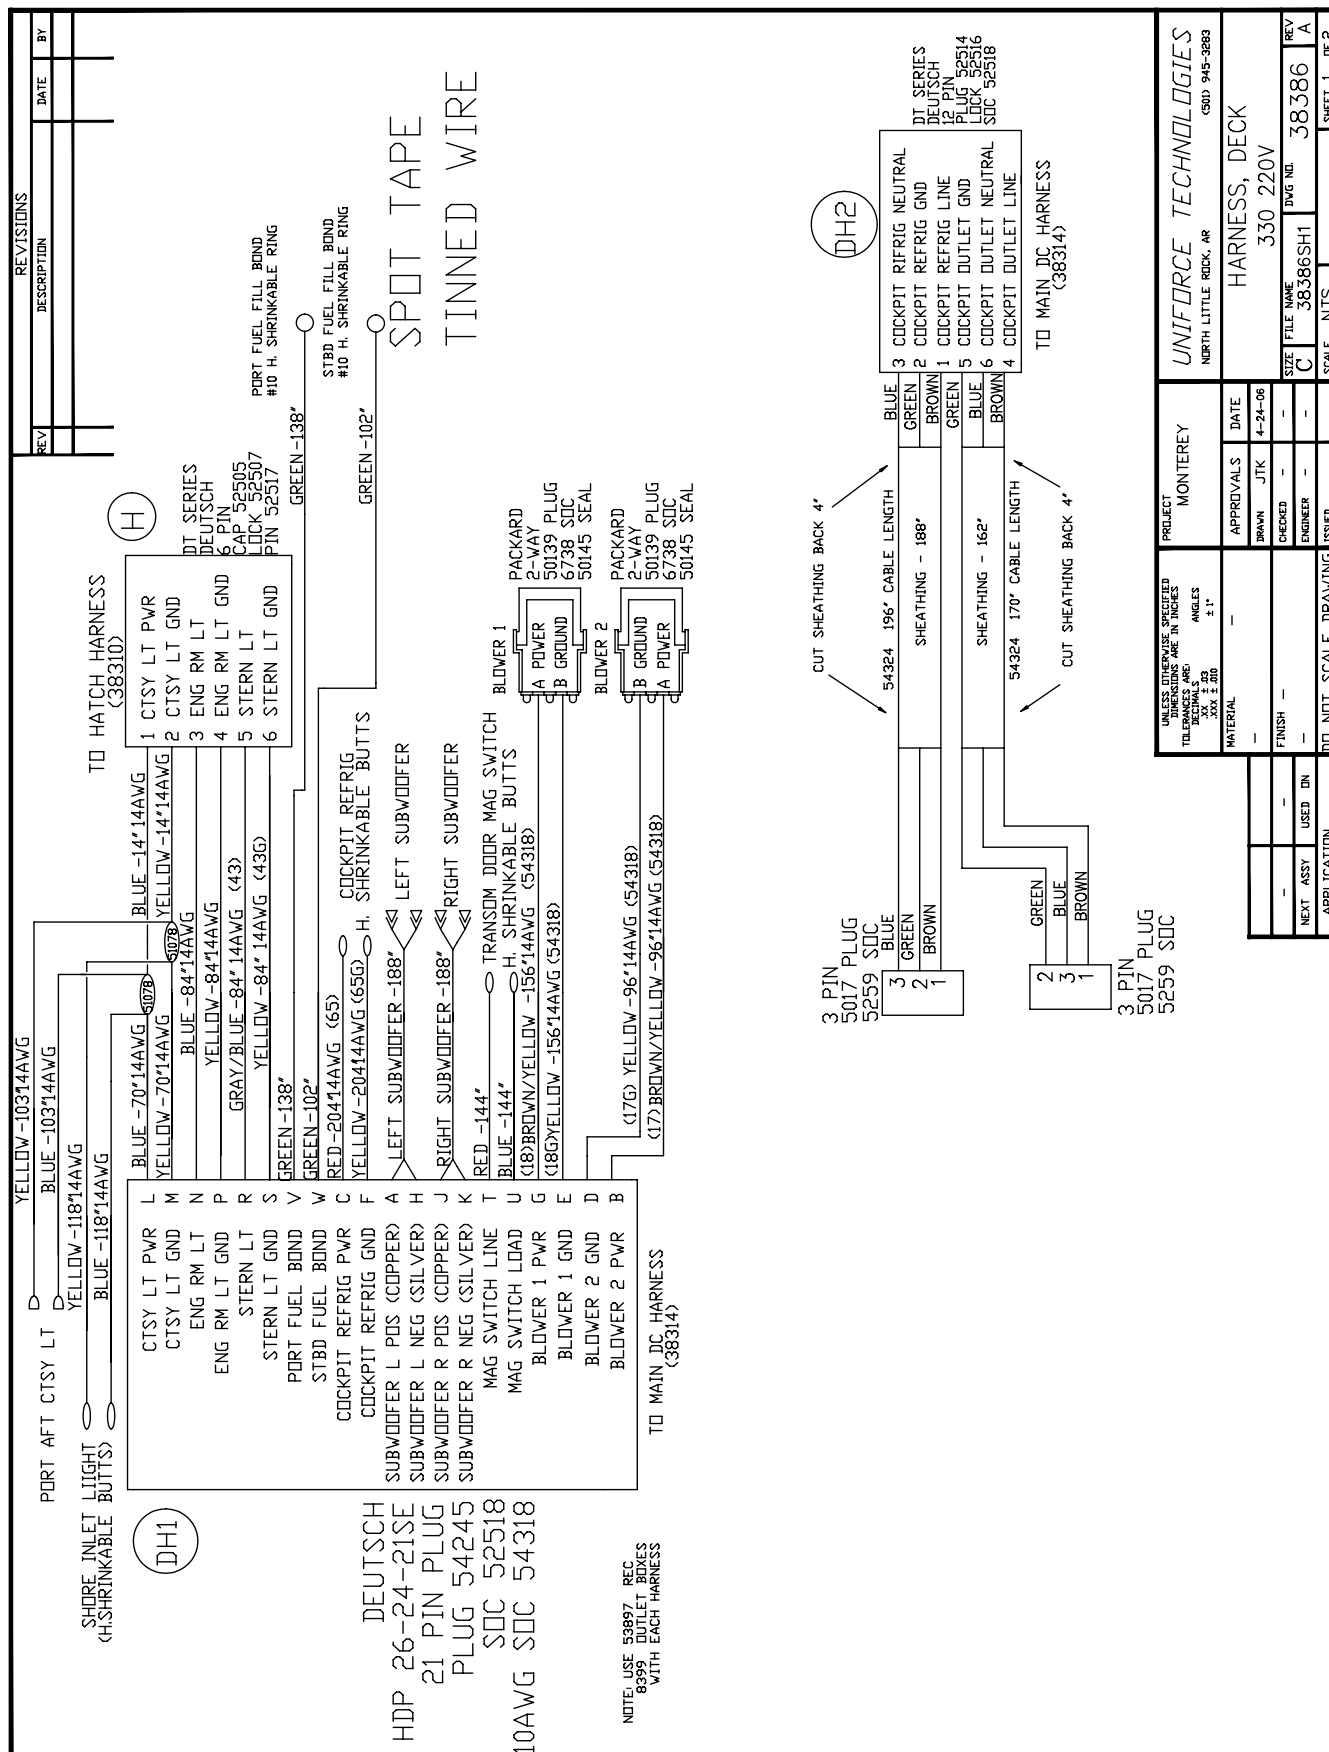 REVISIONS
REV DESCRIPTION DATE BY
SHORE INLET LIIGHT
(H.SHRINKABLE BUTTS)
PORT AFT CTSY LT
YELLOW-103"14AWG
BLUE -103"14AWG
YELLOW-118"14AWG
BLUE -118"14AWG
51078
51078
DH1
DEUTSCH
HDP 26-24-21SE
21 PIN PLUG
PLUG 54245
SOC 52518
10AWG SOC 54318
CTSY LT PWR L
CTSY LT GND M
ENG RM LT N
ENG RM LT GND P
STERN LT R
STERN LT GND S
PORT FUEL BOND V
STBD FUEL BOND W
COCKPIT REFRIG PWR C
COCKPIT REFRIG GND F
SUBWOOFER L POS (COPPER) A
SUBWOOFER L NEG (SILVER) H
SUBWOOFER R POS (COPPER) J
SUBWOOFER R NEG (SILVER) K
MAG SWITCH LINE T
MAG SWITCH LOAD U
BLOWER 1 PWR G
BLOWER 1 GND E
BLOWER 2 GND D
BLOWER 2 PWR B
TO MAIN DC HARNESS
(38314)
NOTE: USE 53897 REC
8399 OUTLET BOXES
WITH EACH HARNESS
BLUE -70"14AWG
YELLOW-70"14AWG
BLUE -84"14AWG
YELLOW-84"14AWG
GRAY/BLUE -84" 14AWG (43)
YELLOW -84" 14AWG (43G)
GREEN -138"
GREEN -102"
RED-204"14AWG (65)
YELLOW-20414AWG (65G)
LEFT SUBWOOFER-188"
RIGHT SUBWOOFER-188"
RED -144"
BLUE -144"
(18)BROWN/YELLOW -156"14AWG (54318)
(18G)YELLOW -156"14AWG (54318)
(17G) YELLOW-96"14AWG (54318)
(17)BROWN/YELLOW-96"14AWG (54318)
COCKPIT REFRIG
H. SHRINKABLE BUTTS
LEFT SUBWOOFER
RIGHT SUBWOOFER
TRANSOM DOOR MAG SWITCH
H. SHRINKABLE BUTTS
BLUE -14"14AWG
YELLOW-14"14AWG
TO HATCH HARNESS
(38310)
1 CTSY LT PWR
2 CTSY LT GND
3 ENG RM LT
4 ENG RM LT GND
5 STERN LT
6 STERN LT GND
H
DT SERIES
DEUTSCH
6 PIN
CAP 52505
LOCK 52507
PIN 52517
GREEN -138"
GREEN -102"
PORT FUEL FILL BOND
#10 H. SHRINKABLE RING
STBD FUEL FILL BOND
#10 H. SHRINKABLE RING
SPOT TAPE
TINNED WIRE
BLOWER 1
A POWER
B GROUND
PACKARD
2-WAY
50139 PLUG
6738 SOC
50145 SEAL
BLOWER 2
B GROUND
A POWER
PACKARD
2-WAY
50139 PLUG
6738 SOC
50145 SEAL
3 PIN
5017 PLUG
5259 SOC
3 BLUE
2 GREEN
1 BROWN
CUT SHEATHING BACK 4"
54324 196" CABLE LENGTH
SHEATHING - 188"
SHEATHING - 162"
54324 170" CABLE LENGTH
CUT SHEATHING BACK 4"
2 GREEN
3 BLUE
1 BROWN
3 PIN
5017 PLUG
5259 SOC
DH2
BLUE 3 COCKPIT RIFRIG NEUTRAL
GREEN 2 COCKPIT REFRIG GND
BROWN 1 COCKPIT REFRIG LINE
GREEN 5 COCKPIT OUTLET GND
BLUE 6 COCKPIT OUTLET NEUTRAL
BROWN 4 COCKPIT OUTLET LINE
DT SERIES
DEUTSCH
12 PIN
PLUG 52514
LOCK 52516
SOC 52518
TO MAIN DC HARNESS
(38314)
UNLESS OTHERWISE SPECIFIED
DIMENSIONS ARE IN INCHES
TOLERANCES ARE:
DECIMALS ANGLES
.XX ± .03 ± 1°
.XXX ± .010
MATERIAL –
–
FINISH –
–
DO NOT SCALE DRAWING
NEXT ASSY USED ON
APPLICATION
PROJECT
MONTEREY
APPROVALS DATE
DRAWN JTK 4-24-06
CHECKED – –
ENGINEER – –
ISSUED
UNIFORCE TECHNOLOGIES
NORTH LITTLE ROCK, AR (501) 945-3283
HARNESS, DECK
330 220V
SIZE C FILE NAME 38386SH1 DWG NO. 38386 REV A
SCALE NTS SHEET 1 OF 2